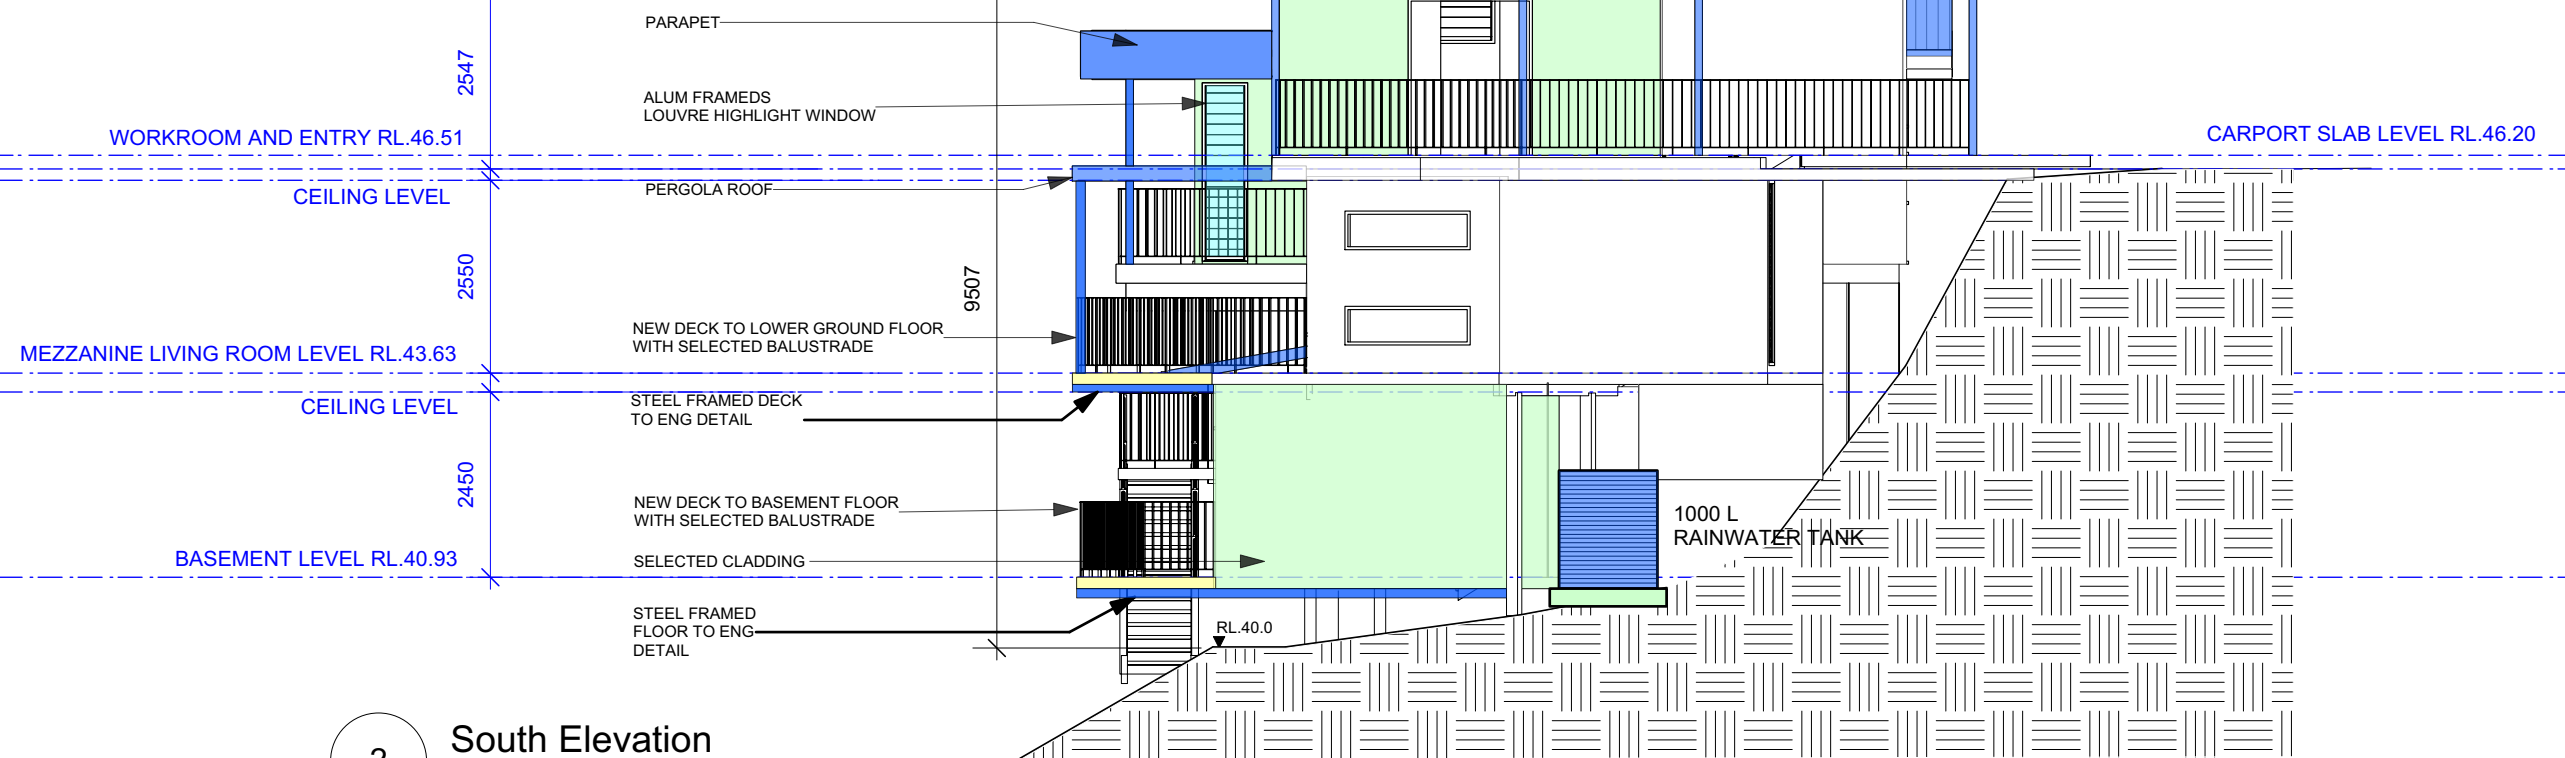 PARAPET
2547
ALUM FRAMEDS
LOUVRE HIGHLIGHT WINDOW
WORKROOM AND ENTRY RL.46.51
CARPORT SLAB LEVEL RL.46.20
CEILING LEVEL
PERGOLA ROOF
2550
9507
NEW DECK TO LOWER GROUND FLOOR
WITH SELECTED BALUSTRADE
MEZZANINE LIVING ROOM LEVEL RL.43.63
CEILING LEVEL
STEEL FRAMED DECK
TO ENG DETAIL
2450
NEW DECK TO BASEMENT FLOOR
WITH SELECTED BALUSTRADE
1000 L
RAINWATER TANK
BASEMENT LEVEL RL.40.93
SELECTED CLADDING
STEEL FRAMED
FLOOR TO ENG
DETAIL
RL.40.0
South Elevation